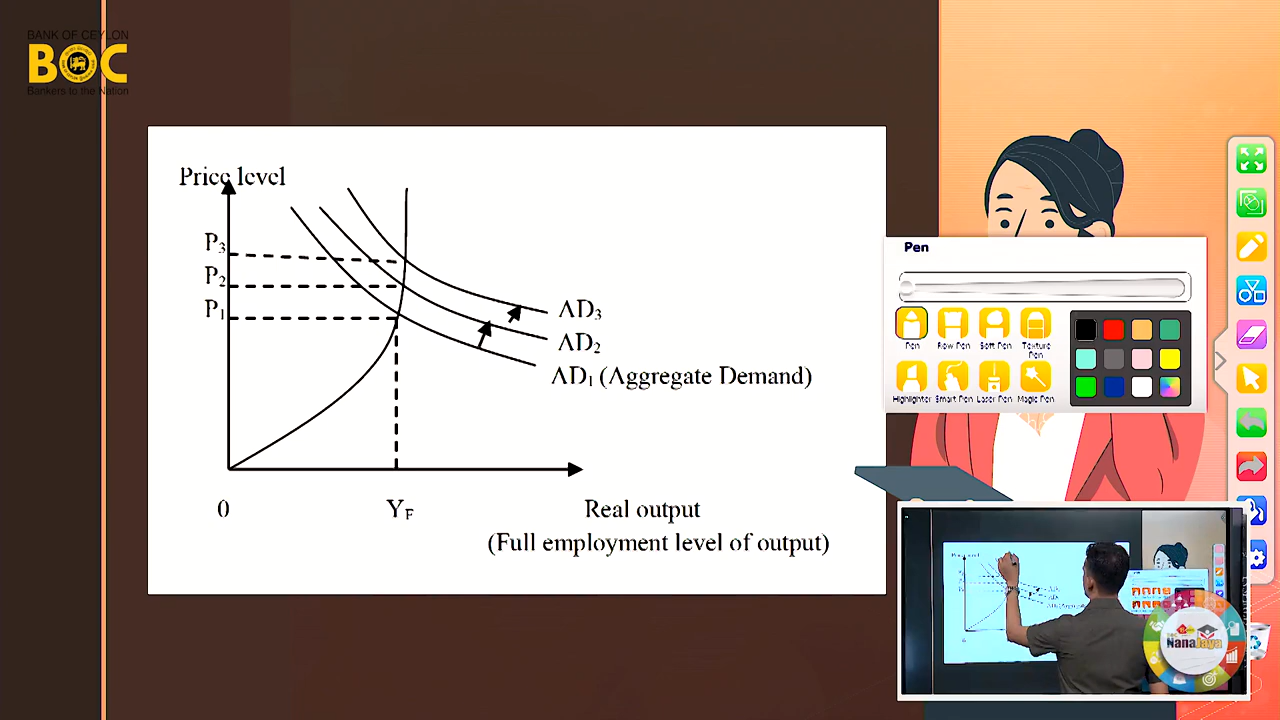 BANK OF CEYLON
BOC
Bankers to the Nation
Price level
P3
P2
P1
AD3
AD2
AD1 (Aggregate Demand)
0
YF
Real output
(Full employment level of output)
Pen
Pen
Row Pen
Soft Pen
Texture Pen
Highlighter
Smart Pen
Laser Pen
Magic Pen
NanaJaya